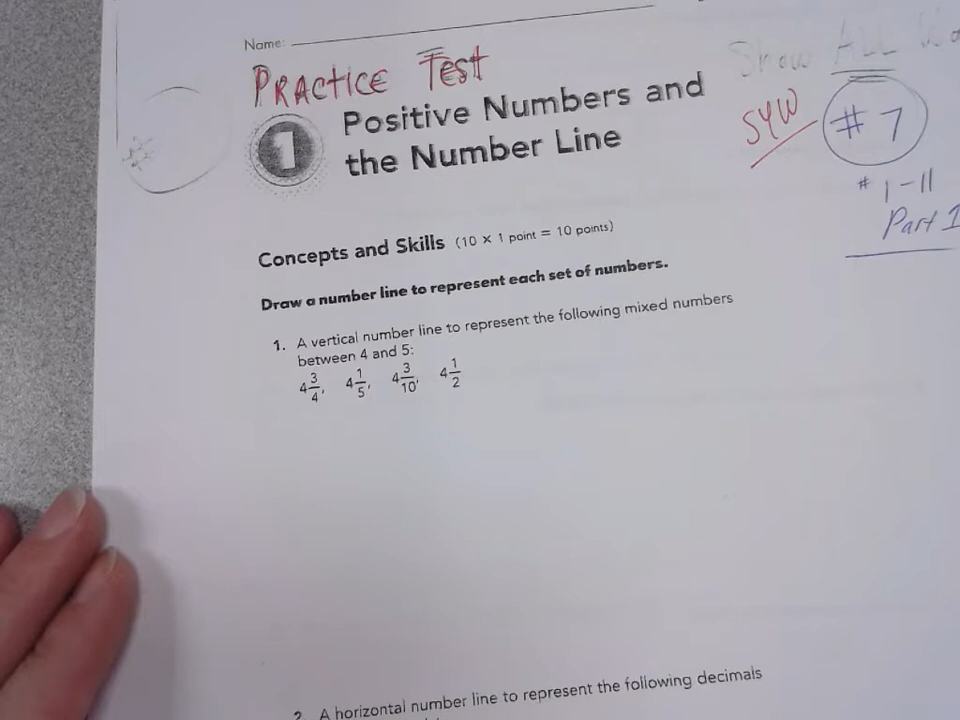 Name:
Show ALL
PRACTICE Test
1 Positive Numbers and
the Number Line
SYW
# 7
# 1-11
Part 1
Concepts and Skills (10 × 1 point = 10 points)
Draw a number line to represent each set of numbers.
1. A vertical number line to represent the following mixed numbers
between 4 and 5:
4 3/4, 4 1/5, 4 3/10, 4 1/2
2. A horizontal number line to represent the following decimals